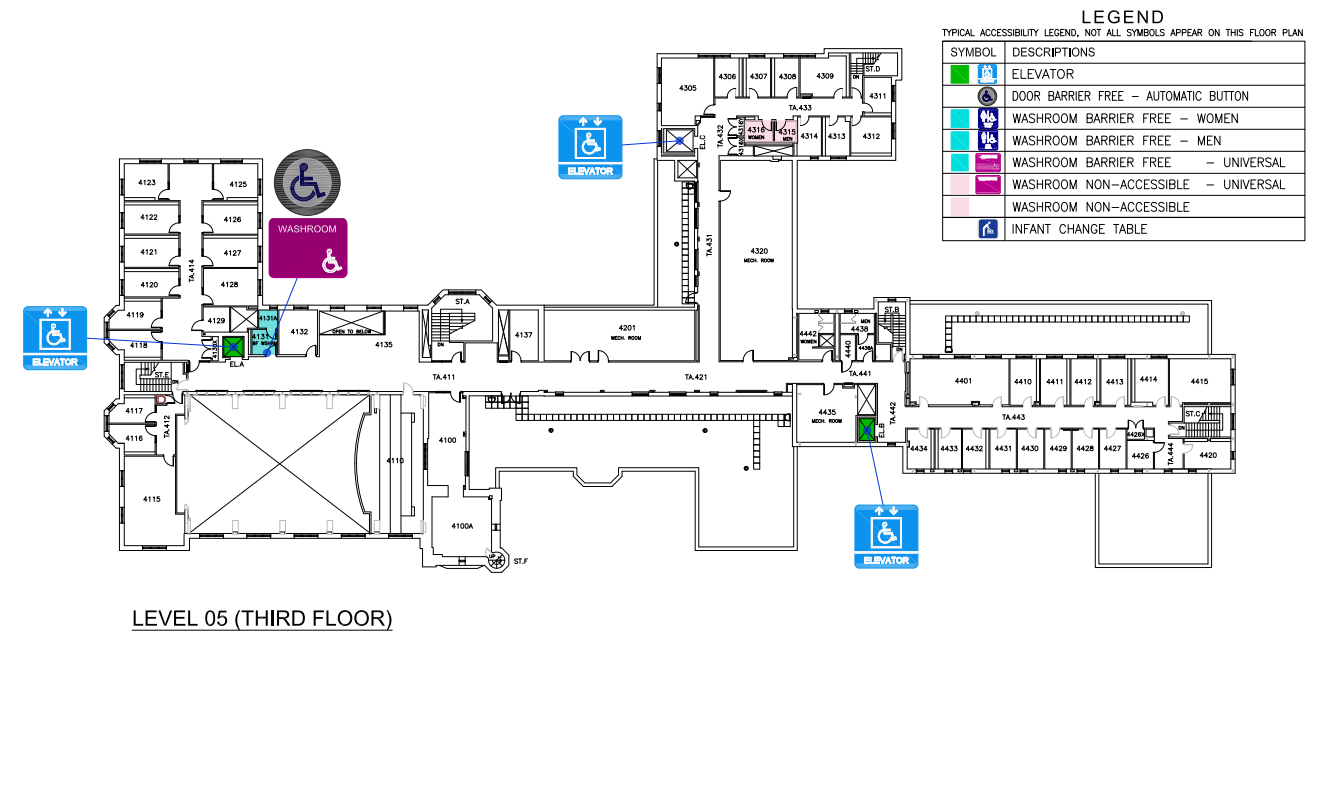 LEGEND
TYPICAL ACCESSIBILITY LEGEND, NOT ALL SYMBOLS APPEAR ON THIS FLOOR PLAN
SYMBOL DESCRIPTIONS
ELEVATOR
DOOR BARRIER FREE – AUTOMATIC BUTTON
WASHROOM BARRIER FREE – WOMEN
WASHROOM BARRIER FREE – MEN
WASHROOM BARRIER FREE – UNIVERSAL
WASHROOM NON–ACCESSIBLE – UNIVERSAL
WASHROOM NON–ACCESSIBLE
INFANT CHANGE TABLE
4305
4306
4307
4308
4309
ST.D
DN
4311
TA.433
TA.432
4316
WOMEN
4315
MEN
4314
4313
4312
EL.C
ELEVATOR
4123
4125
4122
4126
4121
4127
4120
4128
TA.414
WASHROOM
4119
4118
4129
4131A
4131
4132
EL.A
ELEVATOR
OPEN TO BELOW
4135
ST.A
DN
4137
4201
MECH. ROOM
TA.431
4320
MECH. ROOM
4442
WOMEN
MEN
4438
4440
ST.B
DN
ST.E
DN
TA.411
TA.421
TA.441
4117
4116
TA.412
4115
4110
4100
4100A
UP
ST.F
4435
MECH. ROOM
EL.B
TA.442
ELEVATOR
4401
4410
4411
4412
4413
4414
4415
TA.443
ST.C
DN
4434
4433
4432
4431
4430
4429
4428
4427
4426X
4426
TA.444
4420
LEVEL 05 (THIRD FLOOR)